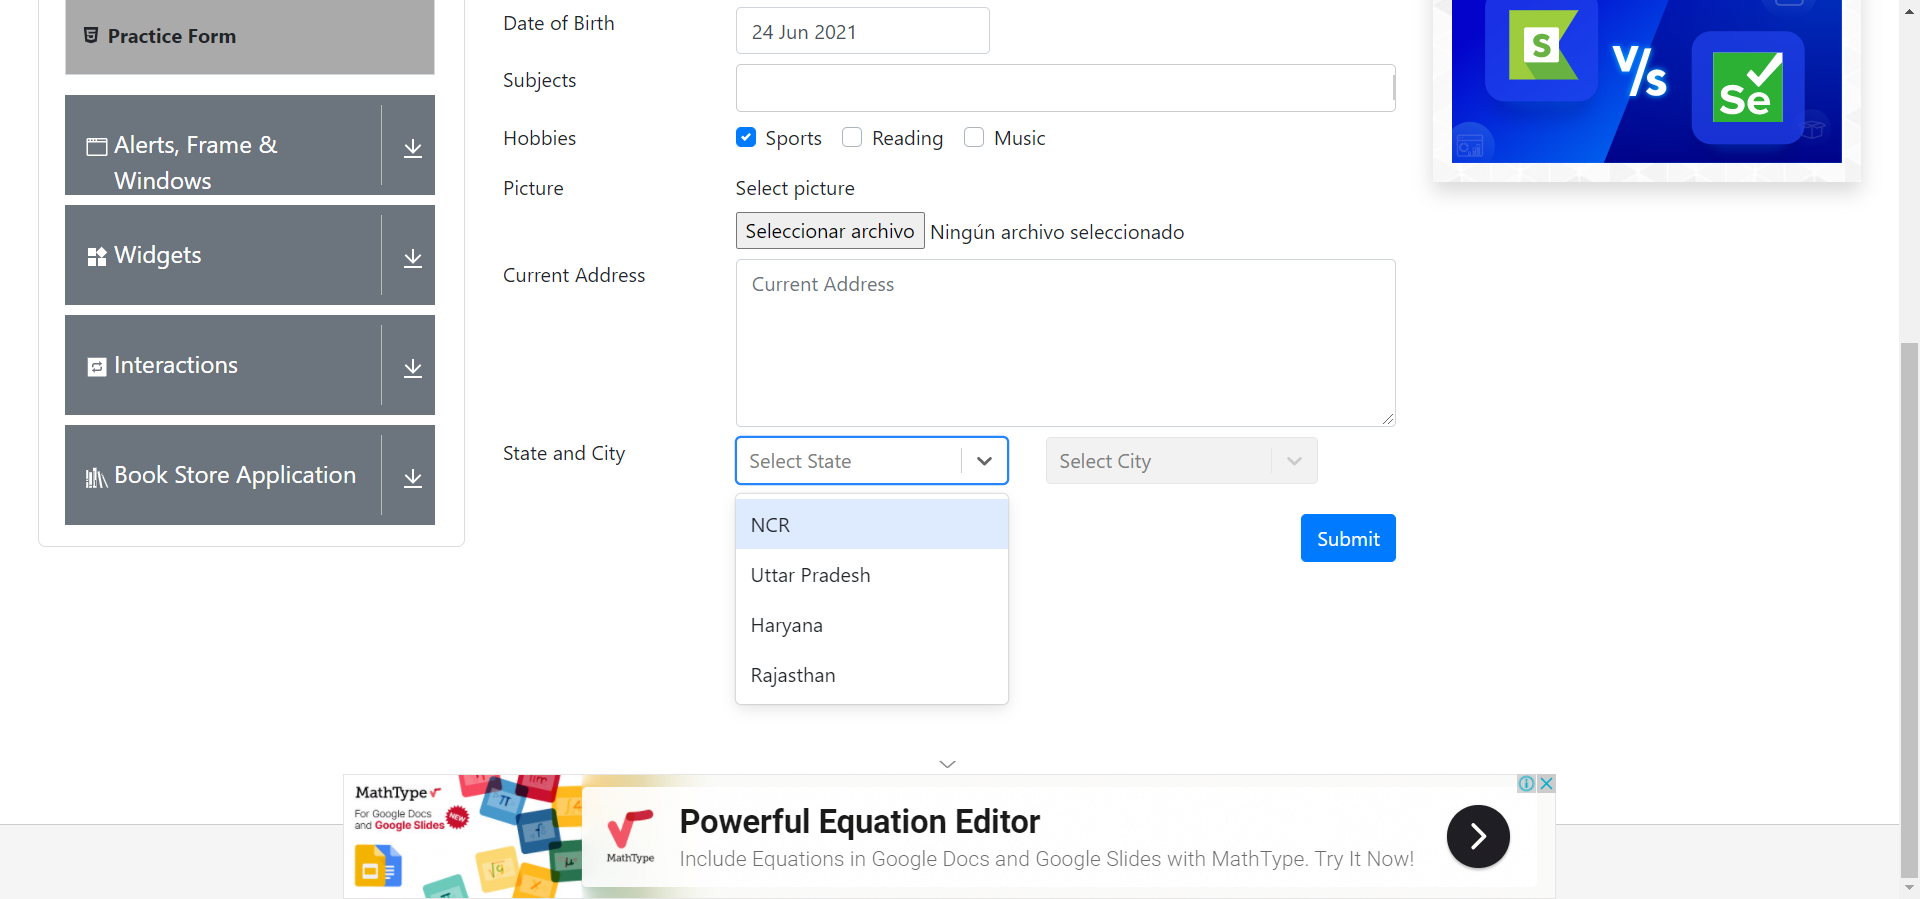 Practice Form
Alerts, Frame &
Windows
Widgets
Interactions
Book Store Application
Date of Birth
24 Jun 2021
Subjects
Hobbies
Sports
Reading
Music
Picture
Select picture
Seleccionar archivo
Ningún archivo seleccionado
Current Address
Current Address
State and City
Select State
Select City
NCR
Uttar Pradesh
Haryana
Rajasthan
Submit
S
V/s
Se
MathType
For Google Docs
and Google Slides
NEW
MathType
Powerful Equation Editor
Include Equations in Google Docs and Google Slides with MathType. Try It Now!